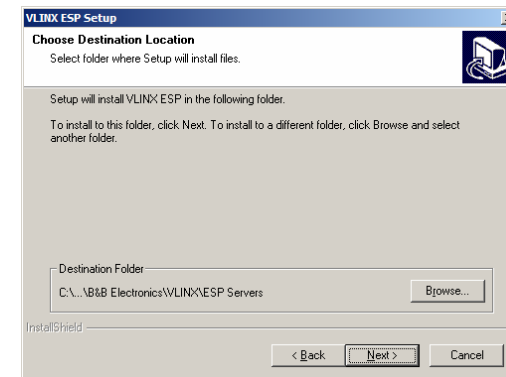 VLINX ESP Setup
Choose Destination Location
Select folder where Setup will install files.
Setup will install VLINX ESP in the following folder.
To install to this folder, click Next. To install to a different folder, click Browse and select
another folder.
Destination Folder
C:\...\B&B Electronics\VLINX\ESP Servers
Browse...
InstallShield
< Back
Next >
Cancel